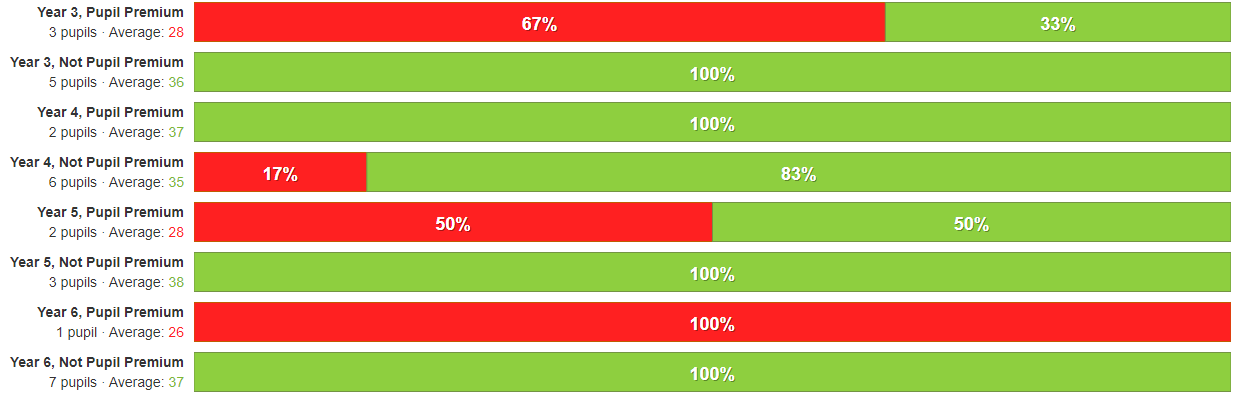 Year 3, Pupil Premium
3 pupils · Average: 28
67% 33%
Year 3, Not Pupil Premium
5 pupils · Average: 36
100%
Year 4, Pupil Premium
2 pupils · Average: 37
100%
Year 4, Not Pupil Premium
6 pupils · Average: 35
17% 83%
Year 5, Pupil Premium
2 pupils · Average: 28
50% 50%
Year 5, Not Pupil Premium
3 pupils · Average: 38
100%
Year 6, Pupil Premium
1 pupil · Average: 26
100%
Year 6, Not Pupil Premium
7 pupils · Average: 37
100%